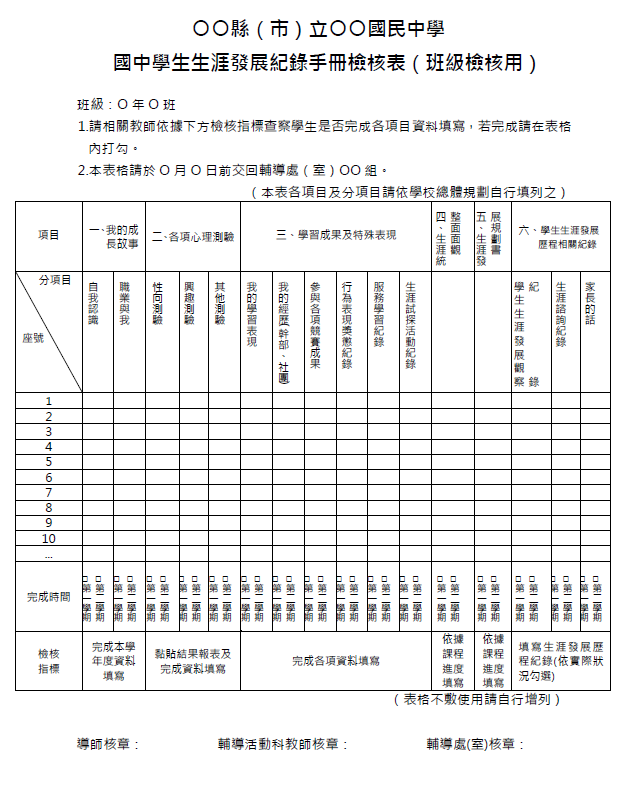 〇〇縣（市）立〇〇國民中學
國中學生生涯發展紀錄手冊檢核表（班級檢核用）
班級：O 年 O 班
1.請相關教師依據下方檢核指標查察學生是否完成各項目資料填寫，若完成請在表格
內打勾。
2.本表格請於 O 月 O 日前交回輔導處（室）OO 組。
（本表各項目及分項目請依學校總體規劃自行填列之）
項目
一、我的成
長故事
二、各項心理測驗
三、學習成果及特殊表現
四、生涯統
整面面觀
五、生涯發
展規劃書
六、學生生涯發展
歷程相關紀錄
分項目
座號
自我認識
職業與我
性向測驗
興趣測驗
其他測驗
我的學習表現
我的經歷(幹部、社團)
參與各項競賽成果
行為表現獎懲紀錄
服務學習紀錄
生涯試探活動紀錄
學生生涯發展觀察
紀錄
生涯諮詢紀錄
家長的話
1
2
3
4
5
6
7
8
9
10
...
完成時間
□第一學期
□第二學期
□第一學期
□第二學期
□第一學期
□第二學期
□第一學期
□第二學期
□第一學期
□第二學期
□第一學期
□第二學期
□第一學期
□第二學期
□第一學期
□第二學期
□第一學期
□第二學期
□第一學期
□第二學期
□第一學期
□第二學期
□第一學期
□第二學期
□第一學期
□第二學期
□第一學期
□第二學期
□第一學期
□第二學期
□第一學期
□第二學期
檢核
指標
完成本學
年度資料
填寫
黏貼結果報表及
完成資料填寫
完成各項資料填寫
依據
課程
進度
填寫
依據
課程
進度
填寫
填寫生涯發展歷
程紀錄(依實際狀
況勾選)
（表格不敷使用請自行增列）
導師核章：
輔導活動科教師核章：
輔導處(室)核章：